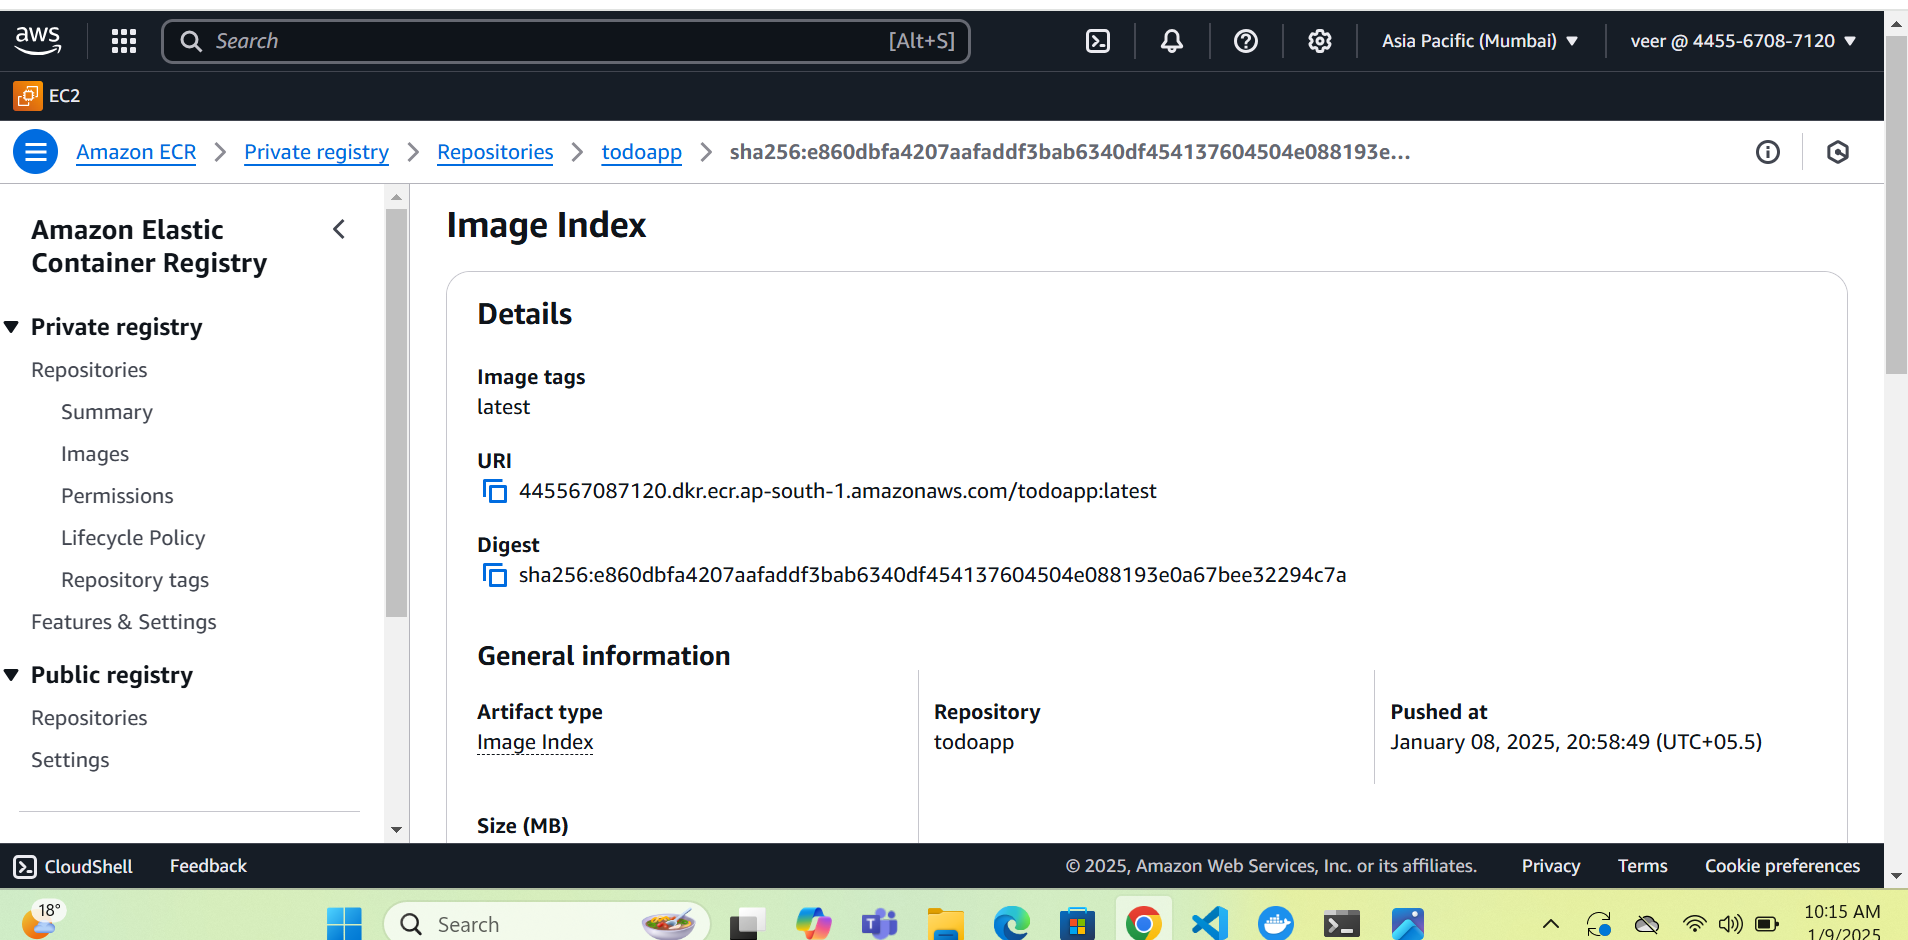 aws
Search
[Alt+S]
Asia Pacific (Mumbai)
veer @ 4455-6708-7120
EC2
Amazon ECR
Private registry
Repositories
todoapp
sha256:e860dbfa4207aafaddf3bab6340df454137604504e088193e...
Amazon Elastic
Container Registry
Private registry
Repositories
Summary
Images
Permissions
Lifecycle Policy
Repository tags
Features & Settings
Public registry
Repositories
Settings
Image Index
Details
Image tags
latest
URI
445567087120.dkr.ecr.ap-south-1.amazonaws.com/todoapp:latest
Digest
sha256:e860dbfa4207aafaddf3bab6340df454137604504e088193e0a67bee32294c7a
General information
Artifact type
Image Index
Repository
todoapp
Pushed at
January 08, 2025, 20:58:49 (UTC+05.5)
Size (MB)
CloudShell
Feedback
© 2025, Amazon Web Services, Inc. or its affiliates.
Privacy
Terms
Cookie preferences
18°
Search
10:15 AM
1/9/2025